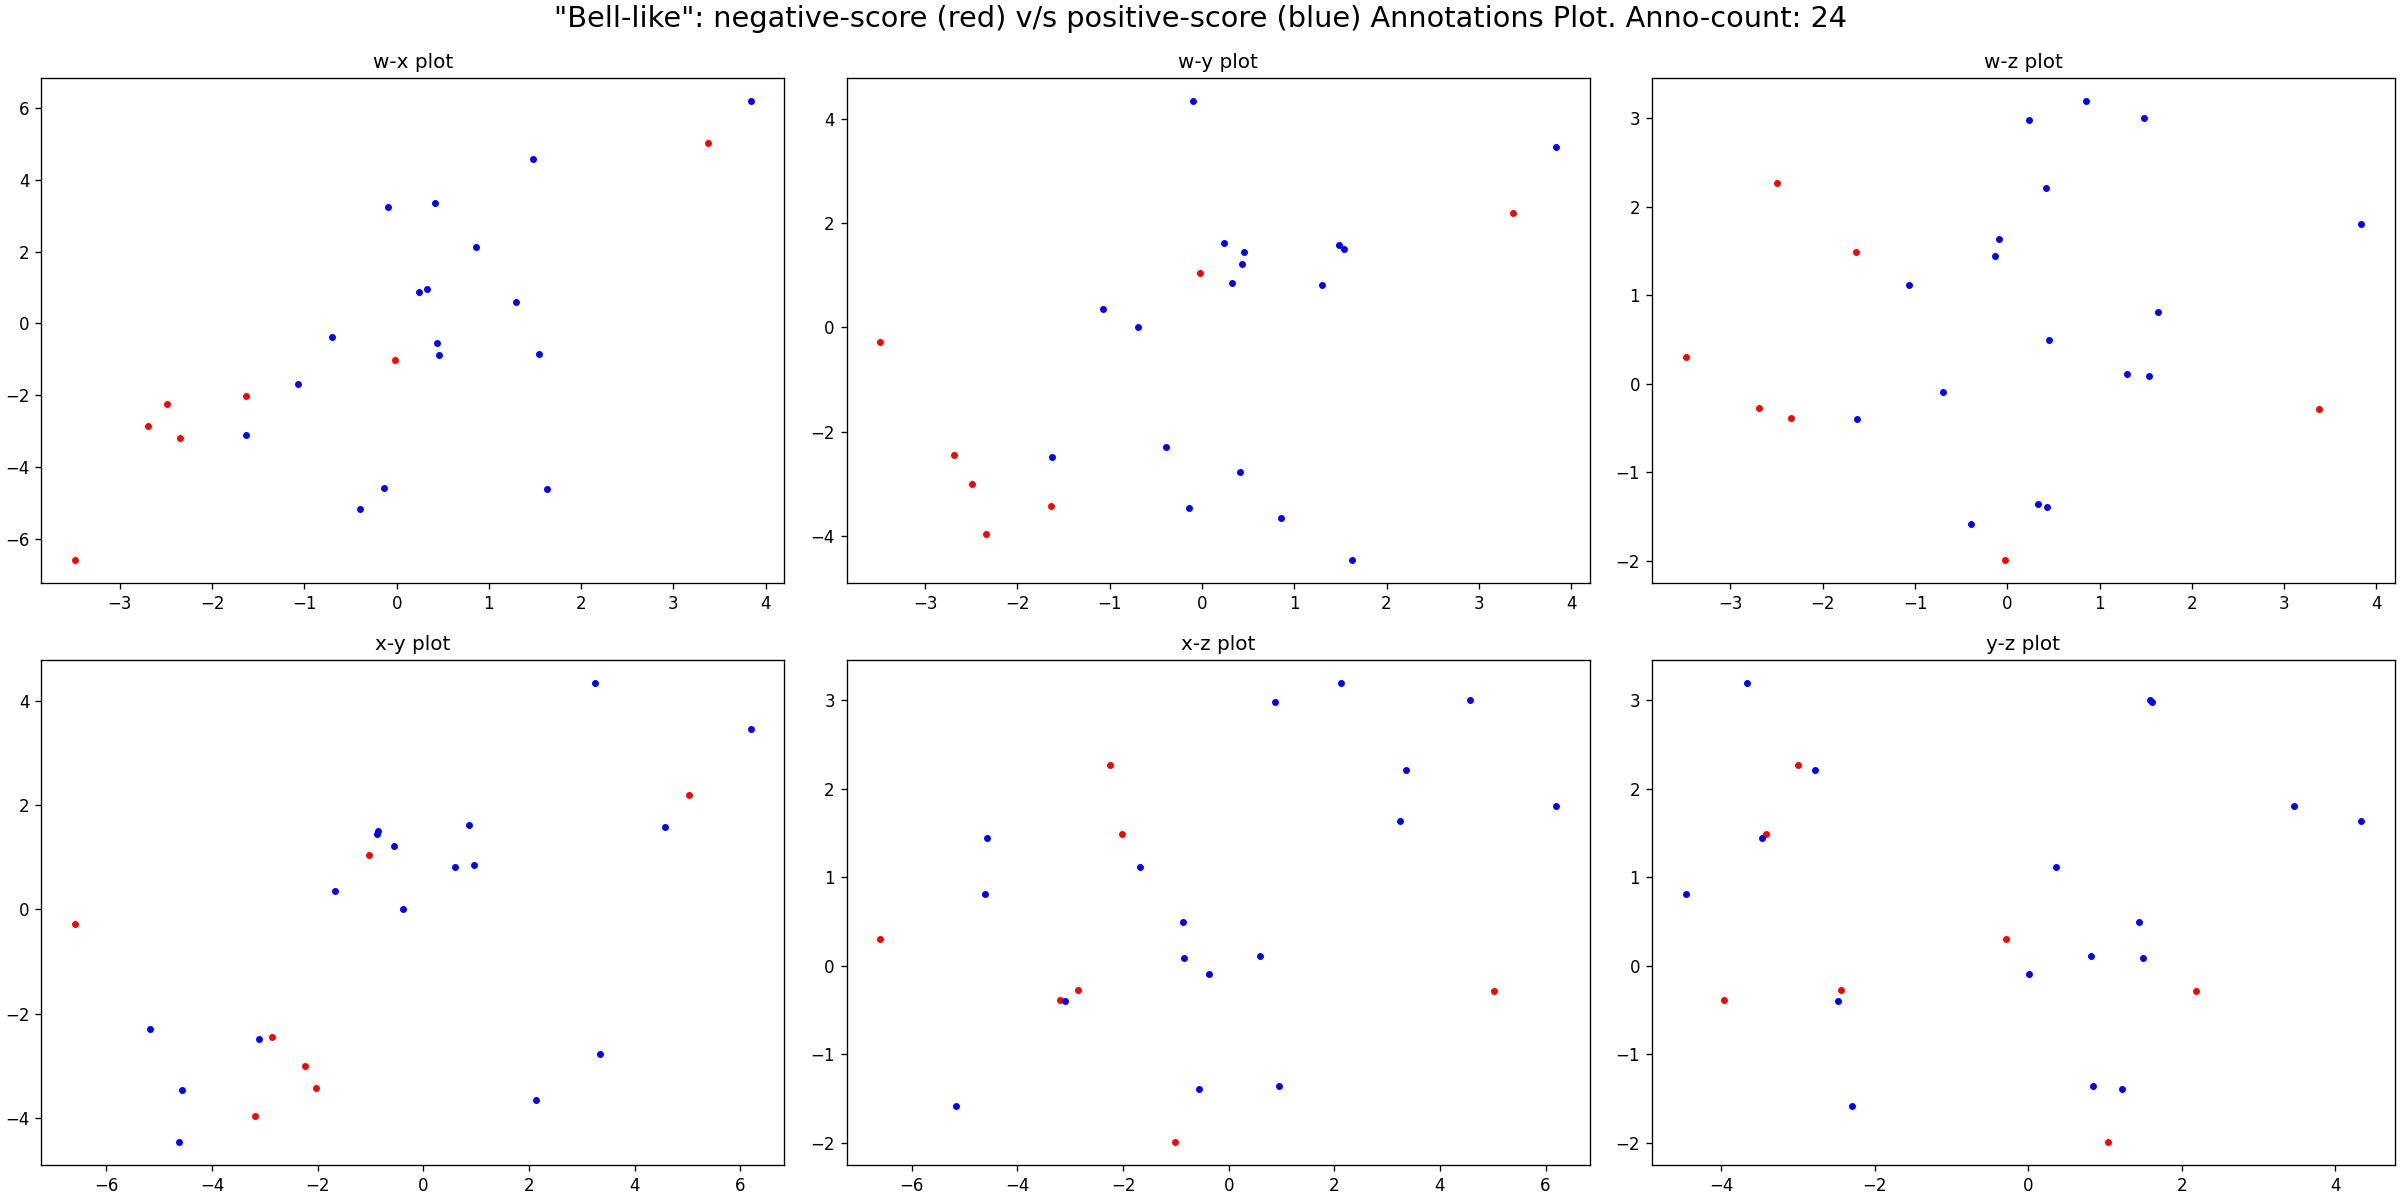 "Bell-like": negative-score (red) v/s positive-score (blue) Annotations Plot. Anno-count: 24
w-x plot
w-y plot
w-z plot
6
4
2
0
−2
−4
−6
−3 −2 −1 0 1 2 3 4
4
2
0
−2
−4
−3 −2 −1 0 1 2 3 4
3
2
1
0
−1
−2
−3 −2 −1 0 1 2 3 4
x-y plot
x-z plot
y-z plot
4
2
0
−2
−4
−6 −4 −2 0 2 4 6
3
2
1
0
−1
−2
−6 −4 −2 0 2 4 6
3
2
1
0
−1
−2
−4 −2 0 2 4